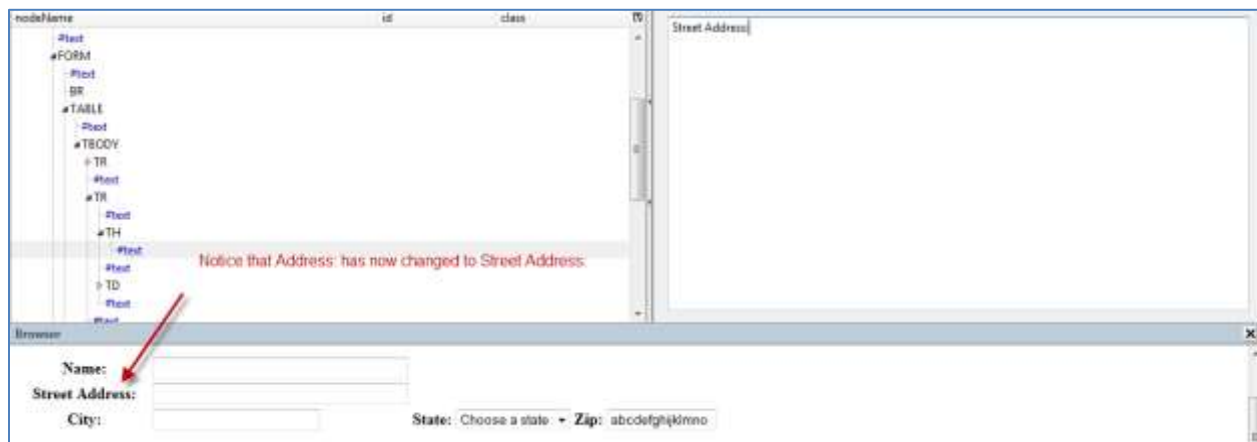 nodeName id class
#text
FORM
#text
BR
TABLE
#text
TBODY
TR
#text
TR
#text
TH
#text
#text
TD
#text
#text
Street Address
Notice that Address: has now changed to Street Address:
Browser
Name:
Street Address:
City: State: Choose a state Zip: abcdefghijklmno